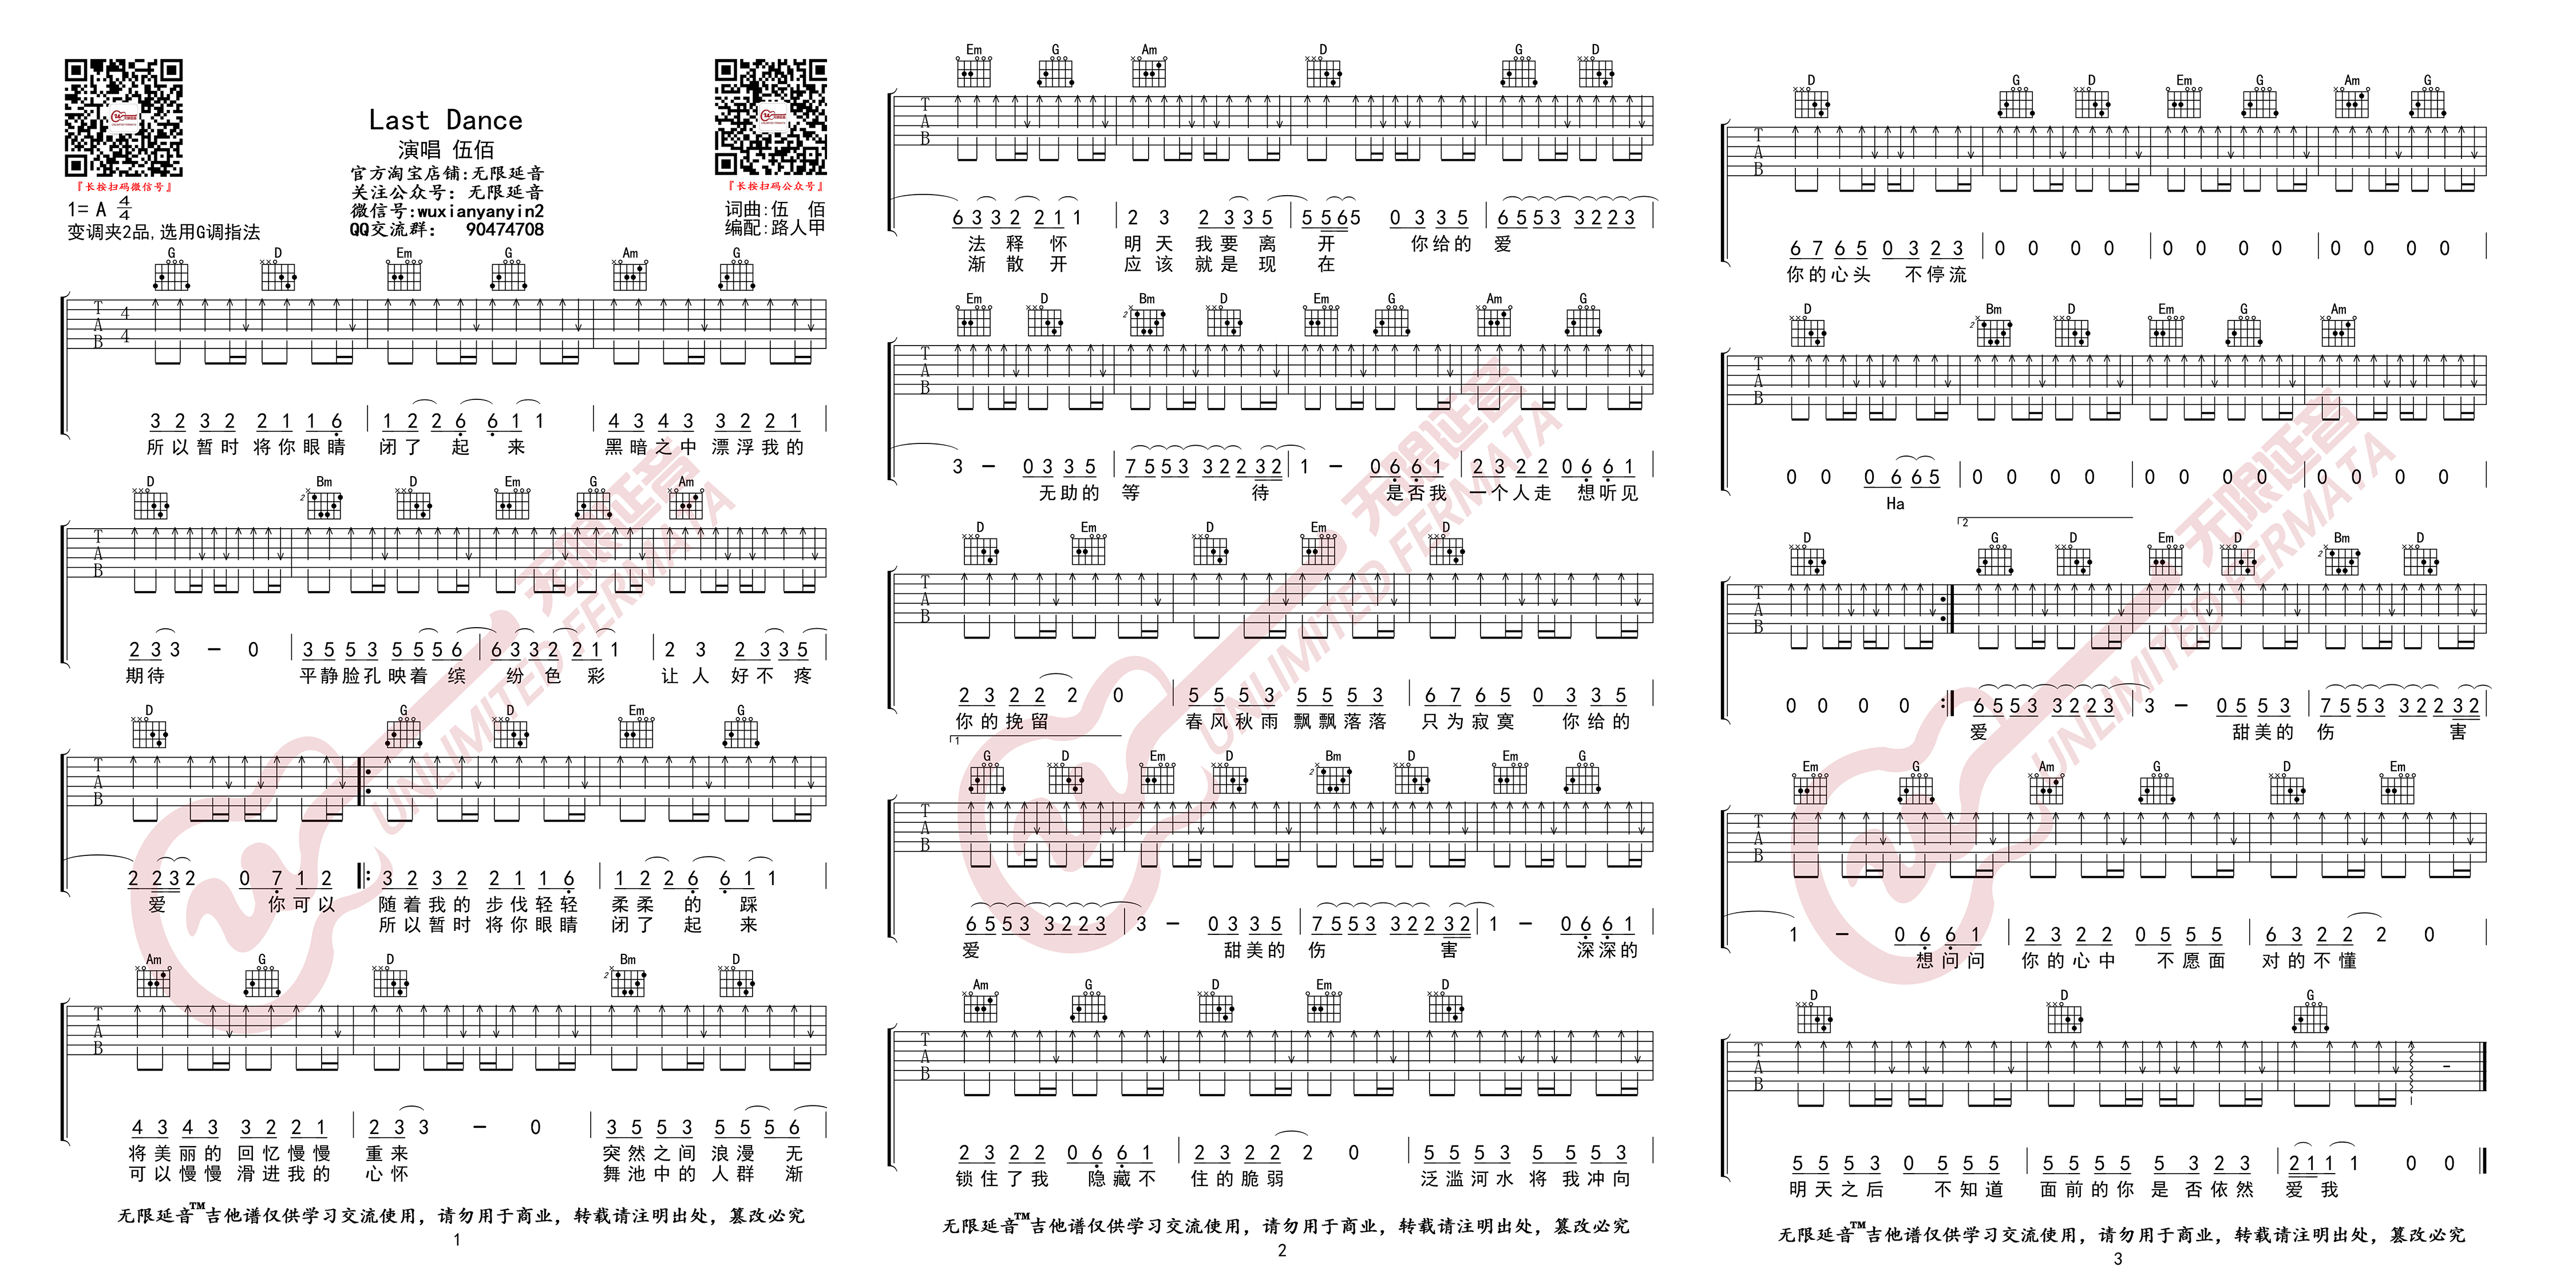 Last Dance
演唱 伍佰
官方淘宝店铺:无限延音
关注公众号: 无限延音
微信号:wuxianyanyin2
QQ交流群: 90474708
『长按扫码微信号』
『长按扫码公众号』
1= A 4/4
变调夹2品,选用G调指法
词曲:伍 佰
编配:路人甲
G D Em G Am G
T A B 4 4
3 2 3 2 2 1 1 6 | 1 2 2 6 6 1 1 | 4 3 4 3 3 2 2 1 |
所以暂时 将你眼睛 闭了 起 来 黑暗之中 漂浮我的
D Bm D Em G Am
T A B
2 3 3 - 0 | 3 5 5 3 5 5 5 6 | 6 3 3 2 2 1 1 | 2 3 2 3 3 5 |
期待 平静脸孔 映着 缤 纷 色 彩 让 人 好不 疼
D G D Em G
T A B
2 2 3 2 0 7 1 2 |: 3 2 3 2 2 1 1 6 | 1 2 2 6 6 1 1 |
爱 你可以 随着我的 步伐轻轻 柔柔 的 踩
所以暂时 将你眼睛 闭了 起 来
Am G D Bm D
T A B
4 3 4 3 3 2 2 1 | 2 3 3 - 0 | 3 5 5 3 5 5 5 6 |
将美丽的 回忆慢慢 重来 突然之间 浪漫 无
可以慢慢 滑进我的 心怀 舞池中的 人群 渐
无限延音™吉他谱仅供学习交流使用，请勿用于商业，转载请注明出处，篡改必究
1
Em G Am D G D
T A B
6 3 3 2 2 1 1 | 2 3 2 3 3 5 | 5 5 6 5 0 3 3 5 | 6 5 5 3 3 2 2 3 |
法 释 怀 明天 我要 离 开 你给的 爱
渐 散 开 应该 就是 现 在
Em D Bm D Em G Am G
T A B
3 - 0 3 3 5 | 7 5 5 3 3 2 2 3 2 | 1 - 0 6 6 1 | 2 3 2 2 0 6 6 1 |
无助的 等 待 是否我 一个人走 想听见
D Em D Em D
T A B
2 3 2 2 2 0 | 5 5 5 3 5 5 5 3 | 6 7 6 5 0 3 3 5 |
你的挽留 春风秋雨 飘飘落落 只为寂寞 你给的
1
G D Em D Bm D Em G
T A B
6 5 5 3 3 2 2 3 | 3 - 0 3 3 5 | 7 5 5 3 3 2 2 3 2 | 1 - 0 6 6 1 |
爱 甜美的 伤 害 深深的
Am G D Em D
T A B
2 3 2 2 0 6 6 1 | 2 3 2 2 2 0 | 5 5 5 3 5 5 5 3 |
锁住了我 隐藏不 住的脆弱 泛滥河水 将我冲向
无限延音™吉他谱仅供学习交流使用，请勿用于商业，转载请注明出处，篡改必究
2
D G D Em G Am G
T A B
6 7 6 5 0 3 2 3 | 0 0 0 0 | 0 0 0 0 | 0 0 0 0 |
你的心头 不停流
D Bm D Em G Am
T A B
0 0 0 6 6 5 | 0 0 0 0 | 0 0 0 0 | 0 0 0 0 |
Ha
2
D G D Em D Bm D
T A B
0 0 0 0 :| 6 5 5 3 3 2 2 3 | 3 - 0 5 5 3 | 7 5 5 3 3 2 2 3 2 |
爱 甜美的 伤 害
Em G Am G D Em
T A B
1 - 0 6 6 1 | 2 3 2 2 0 5 5 5 | 6 3 2 2 2 0 |
想问问 你的心中 不愿面 对的不懂
D D G
T A B
5 5 5 3 0 5 5 5 | 5 5 5 5 5 3 2 3 | 2 1 1 1 0 0 ||
明天之后 不知道 面前的你 是否依然 爱 我
无限延音™吉他谱仅供学习交流使用，请勿用于商业，转载请注明出处，篡改必究
3
无限延音
UNLIMITED FERMATA
无限延音
UNLIMITED FERMATA
无限延音
UNLIMITED FERMATA